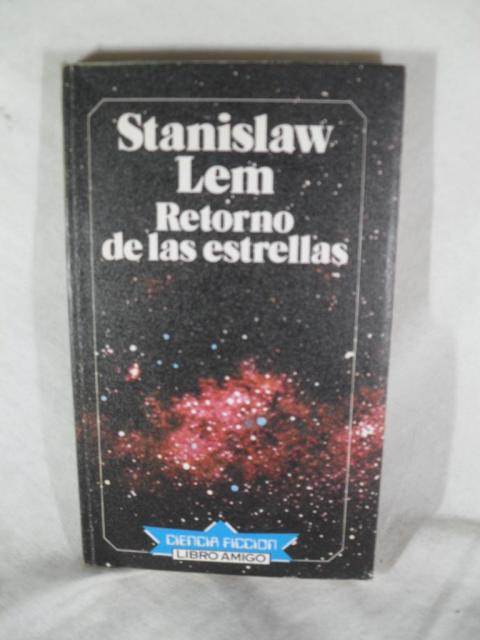 Stanislaw
Lem
Retorno
de las estrellas
CIENCIA FICCION
LIBRO AMIGO